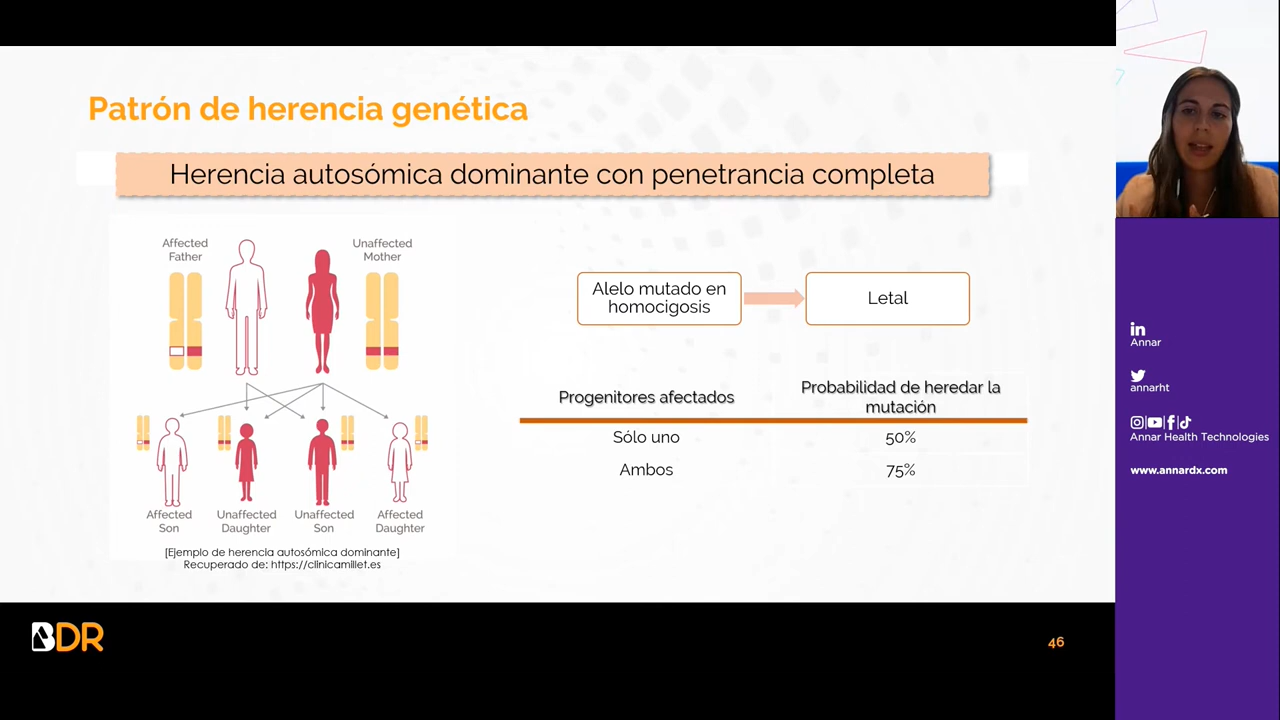 Patrón de herencia genética
Herencia autosómica dominante con penetrancia completa
Affected
Father
Unaffected
Mother
Affected
Son
Unaffected
Daughter
Unaffected
Son
Affected
Daughter
[Ejemplo de herencia autosómica dominante]
Recuperado de: https://clinicamillet.es
Alelo mutado en
homocigosis
Letal
Progenitores afectados
Probabilidad de heredar la
mutación
Sólo uno
50%
Ambos
75%
BDR
46
in
Annar
annarht
Annar Health Technologies
www.annardx.com